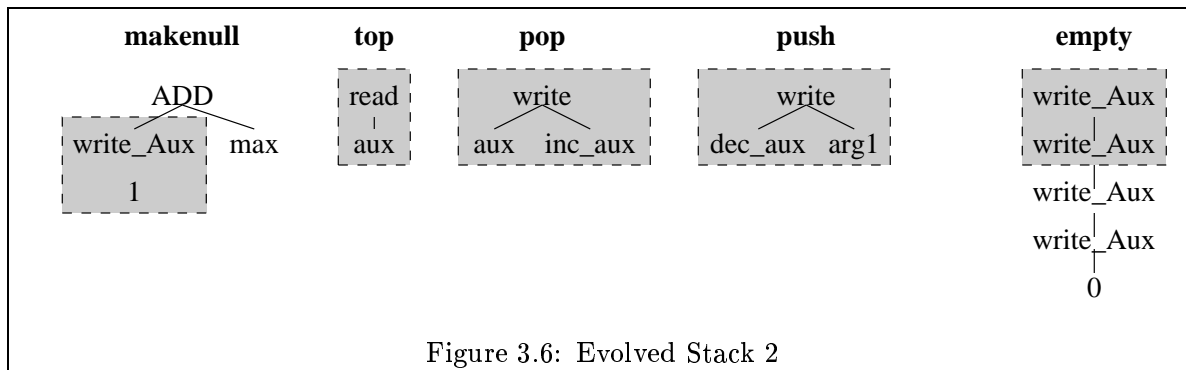 makenull top pop push empty
ADD read write write write_Aux
write_Aux max aux aux inc_aux dec_aux arg1 write_Aux
1 write_Aux
write_Aux
0
Figure 3.6: Evolved Stack 2